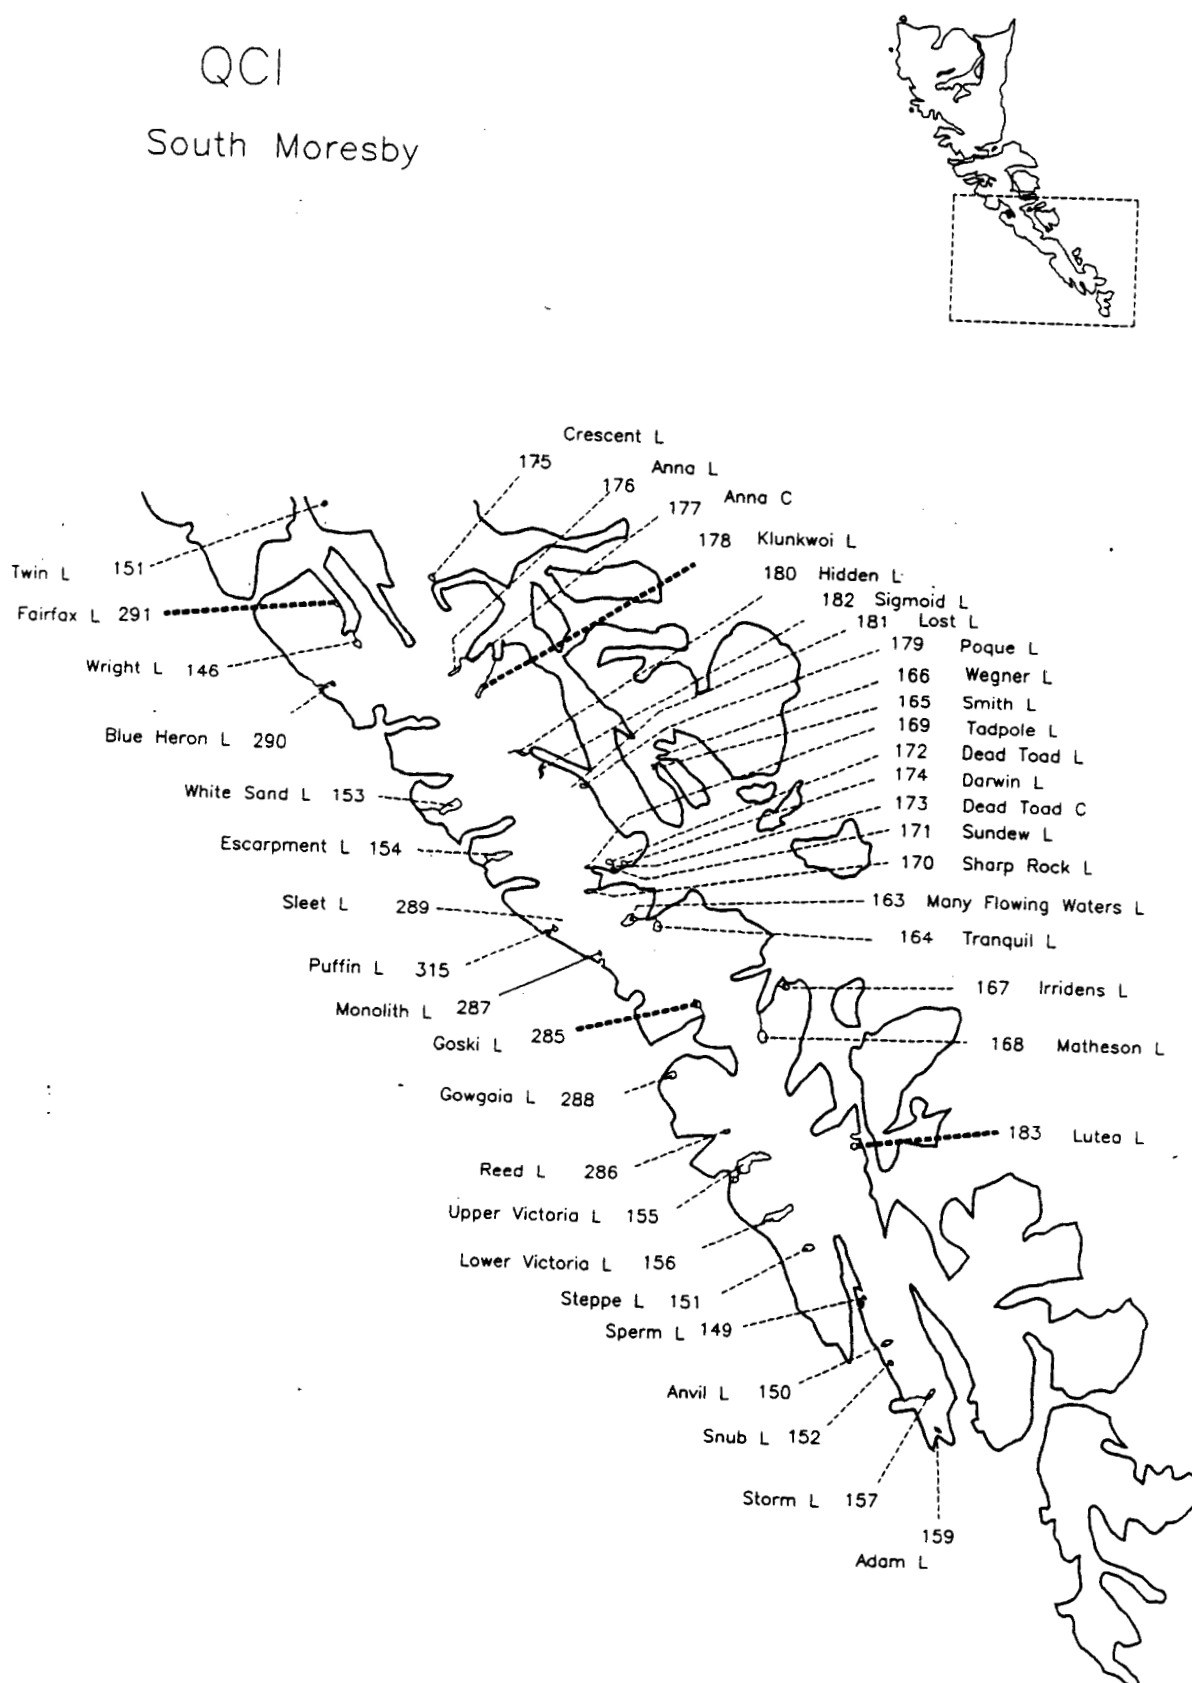 QCI
South Moresby
Crescent L
175
Anna L
176
Anna C
177
178 Klunkwoi L
180 Hidden L
182 Sigmoid L
181 Lost L
179 Poque L
166 Wegner L
165 Smith L
169 Tadpole L
172 Dead Toad L
174 Darwin L
173 Dead Toad C
171 Sundew L
170 Sharp Rock L
163 Many Flowing Waters L
164 Tranquil L
167 Irridens L
168 Matheson L
183 Lutea L
Twin L 151
Fairfax L 291
Wright L 146
Blue Heron L 290
White Sand L 153
Escarpment L 154
Sleet L 289
Puffin L 315
Monolith L 287
Goski L 285
Gowgaia L 288
Reed L 286
Upper Victoria L 155
Lower Victoria L 156
Steppe L 151
Sperm L 149
Anvil L 150
Snub L 152
Storm L 157
159
Adam L